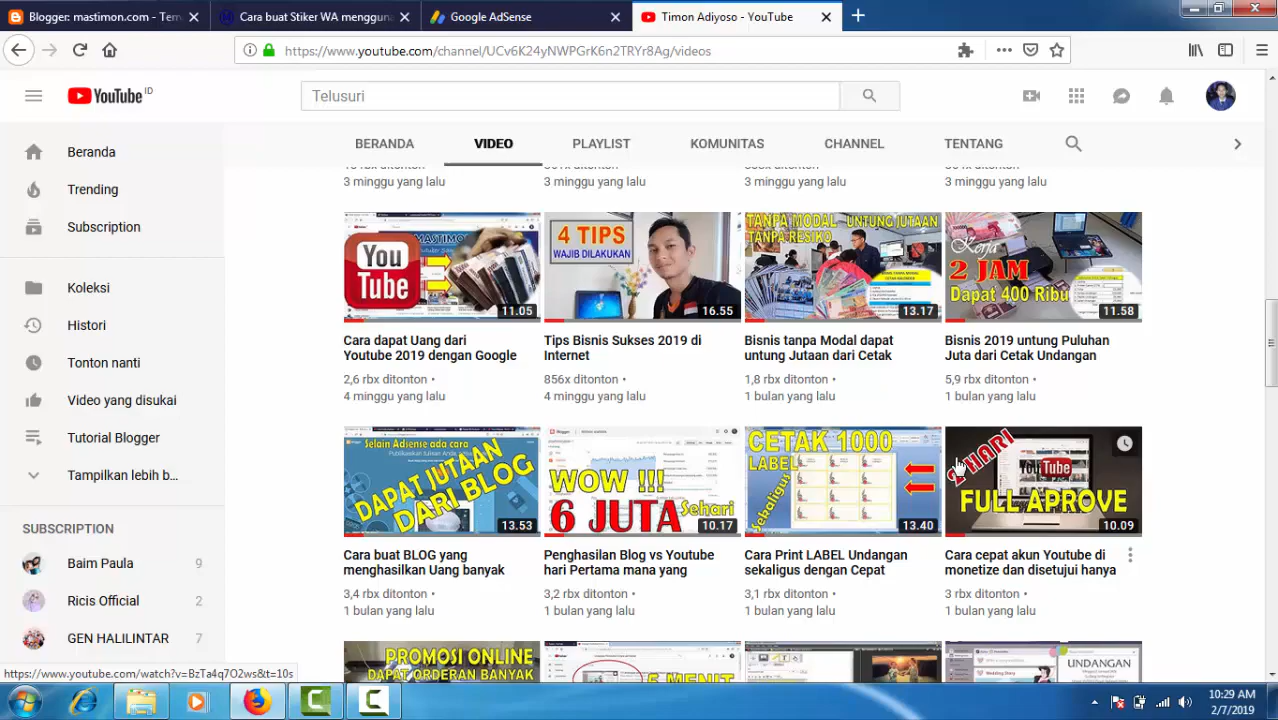 Blogger: mastimon.com - Tem
Cara buat Stiker WA mengguna
Google AdSense
Timon Adiyoso - YouTube
https://www.youtube.com/channel/UCv6K24yNWPGrK6n2TRYr8Ag/videos
YouTube ID
Telusuri
BERANDA VIDEO PLAYLIST KOMUNITAS CHANNEL TENTANG
Beranda
Trending
Subscription
Koleksi
Histori
Tonton nanti
Video yang disukai
Tutorial Blogger
Tampilkan lebih b...
SUBSCRIPTION
Baim Paula 9
Ricis Official 2
GEN HALILINTAR 7
3 minggu yang lalu
3 minggu yang lalu
3 minggu yang lalu
3 minggu yang lalu
MASTIMON
You
Tube
11.05
Cara dapat Uang dari
Youtube 2019 dengan Google
2,6 rbx ditonton •
4 minggu yang lalu
4 TIPS
WAJIB DILAKUKAN
16.55
Tips Bisnis Sukses 2019 di
Internet
856x ditonton •
4 minggu yang lalu
TANPA MODAL UNTUNG JUTAAN
TANPA RESIKO
13.17
Bisnis tanpa Modal dapat
untung Jutaan dari Cetak
1,8 rbx ditonton •
1 bulan yang lalu
Kerja
2 JAM
Dapat 400 Ribu
11.58
Bisnis 2019 untung Puluhan
Juta dari Cetak Undangan
5,9 rbx ditonton •
1 bulan yang lalu
Selain Adsense ada cara
DAPAT JUTAAN
DARI BLOG
13.53
Cara buat BLOG yang
menghasilkan Uang banyak
3,4 rbx ditonton •
1 bulan yang lalu
WOW !!!
6 JUTA
Sehari
10.17
Penghasilan Blog vs Youtube
hari Pertama mana yang
3,2 rbx ditonton •
1 bulan yang lalu
CETAK 1000
LABEL
Sekaligus
13.40
Cara Print LABEL Undangan
sekaligus dengan Cepat
3,1 rbx ditonton •
1 bulan yang lalu
2 HARI
YouTube
FULL APROVE
10.09
Cara cepat akun Youtube di
monetize dan disetujui hanya
3 rbx ditonton •
1 bulan yang lalu
PROMOSI ONLINE
DAPAT ORDERAN BANYAK
5 MENIT
UNDANGAN
https://www.youtube.com/watch?v=BzTa4q7O2ws&t=10s
10:29 AM
2/7/2019